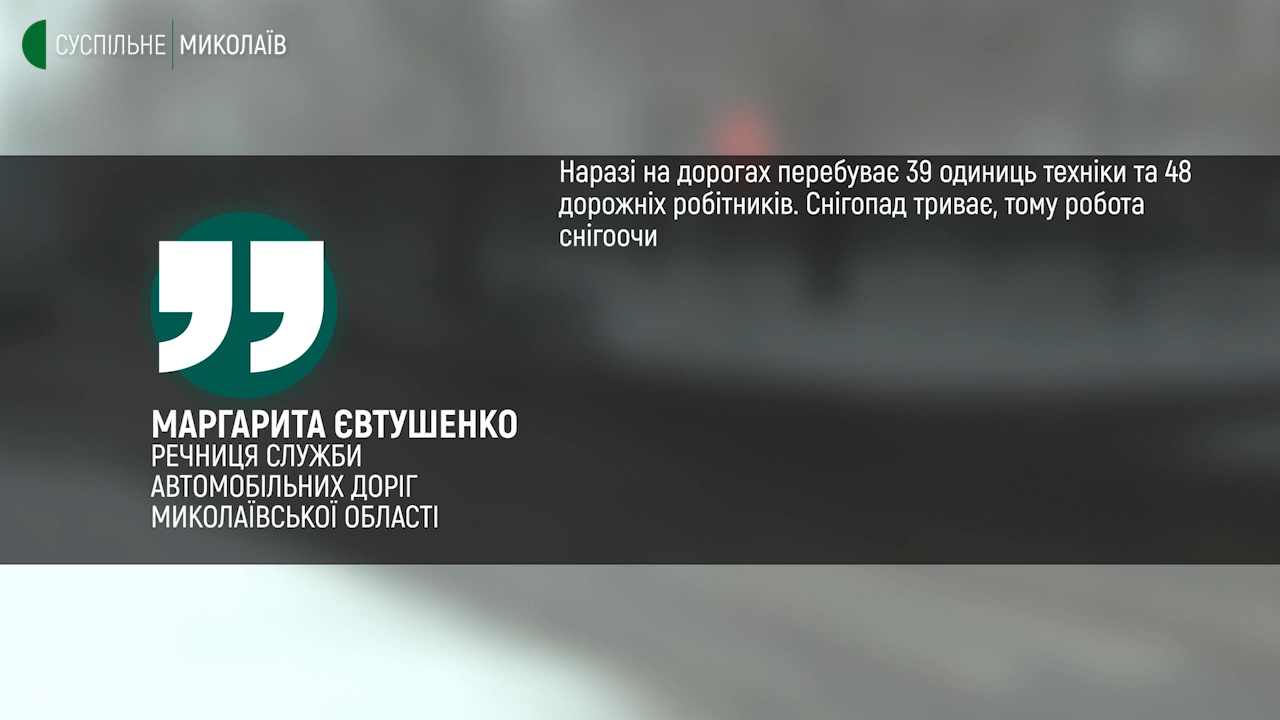 СУСПІЛЬНЕ МИКОЛАЇВ
Наразі на дорогах перебуває 39 одиниць техніки та 48
дорожніх робітників. Снігопад триває, тому робота
снігоочи
МАРГАРИТА ЄВТУШЕНКО
РЕЧНИЦЯ СЛУЖБИ
АВТОМОБІЛЬНИХ ДОРІГ
МИКОЛАЇВСЬКОЇ ОБЛАСТІ